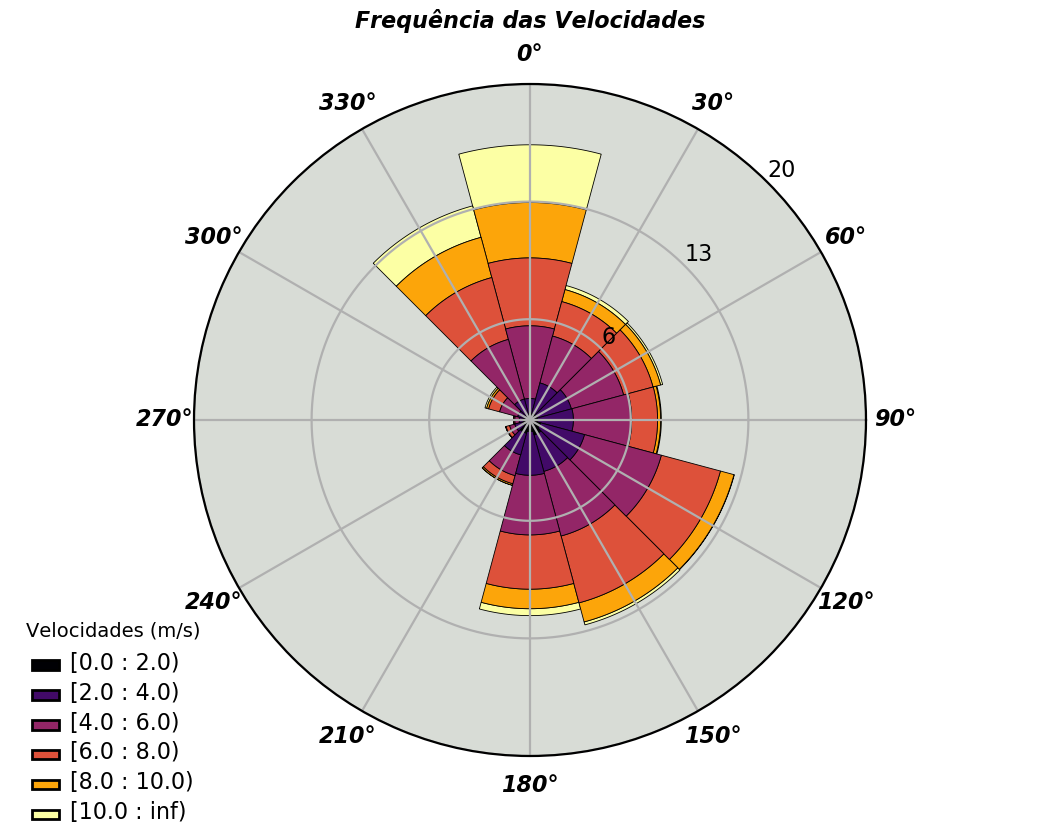 Frequência das Velocidades
0°
330°
30°
20
300°
60°
13
6
270°
90°
240°
120°
210°
150°
180°
Velocidades (m/s)
[0.0 : 2.0)
[2.0 : 4.0)
[4.0 : 6.0)
[6.0 : 8.0)
[8.0 : 10.0)
[10.0 : inf)